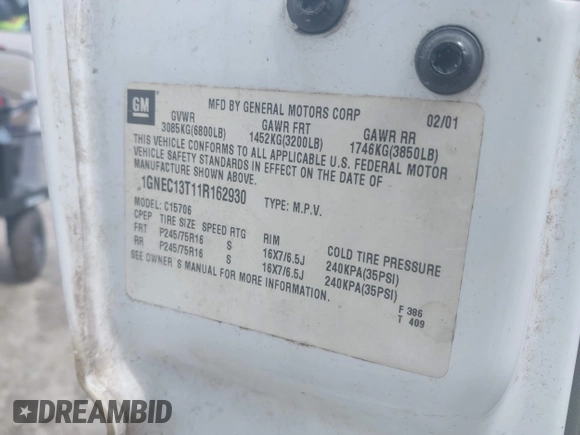 GM
MFD BY GENERAL MOTORS CORP 02/01
GVWR GAWR FRT GAWR RR
3085KG(6800LB) 1452KG(3200LB) 1746KG(3850LB)
THIS VEHICLE CONFORMS TO ALL APPLICABLE U.S. FEDERAL MOTOR
VEHICLE SAFETY STANDARDS IN EFFECT ON THE DATE OF
MANUFACTURE SHOWN ABOVE.
1GNEC13T11R162930 TYPE: M.P.V.
MODEL: C15706
CPEP TIRE SIZE SPEED RTG RIM COLD TIRE PRESSURE
FRT P245/75R16 S 16X7/6.5J 240KPA(35PSI)
RR P245/75R16 S 16X7/6.5J 240KPA(35PSI)
SEE OWNER'S MANUAL FOR MORE INFORMATION.
F 386
T 409
DREAMBID